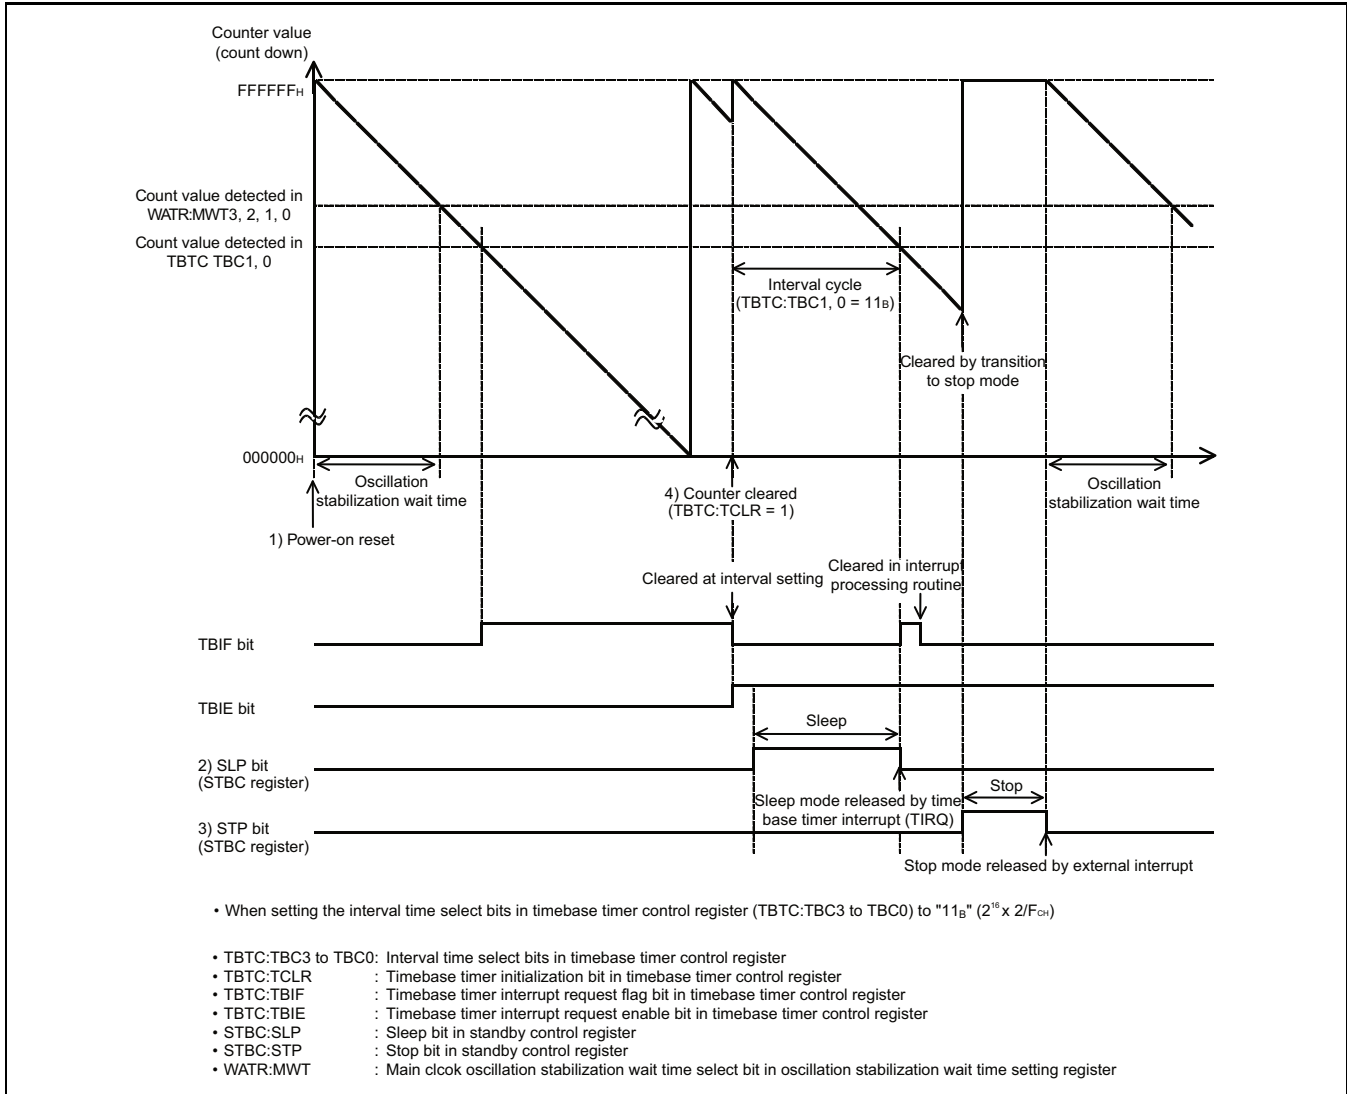 Counter value
(count down)
FFFFFFH
Count value detected in
WATR:MWT3, 2, 1, 0
Count value detected in
TBTC TBC1, 0
Interval cycle
(TBTC:TBC1, 0 = 11B)
Cleared by transition
to stop mode
000000H
Oscillation
stabilization wait time
4) Counter cleared
(TBTC:TCLR = 1)
Oscillation
stabilization wait time
1) Power-on reset
Cleared at interval setting
Cleared in interrupt
processing routine
TBIF bit
TBIE bit
Sleep
2) SLP bit
(STBC register)
Sleep mode released by time
base timer interrupt (TIRQ)
Stop
3) STP bit
(STBC register)
Stop mode released by external interrupt
• When setting the interval time select bits in timebase timer control register (TBTC:TBC3 to TBC0) to "11B" (2^16 x 2/FCH)
• TBTC:TBC3 to TBC0: Interval time select bits in timebase timer control register
• TBTC:TCLR : Timebase timer initialization bit in timebase timer control register
• TBTC:TBIF : Timebase timer interrupt request flag bit in timebase timer control register
• TBTC:TBIE : Timebase timer interrupt request enable bit in timebase timer control register
• STBC:SLP : Sleep bit in standby control register
• STBC:STP : Stop bit in standby control register
• WATR:MWT : Main clcok oscillation stabilization wait time select bit in oscillation stabilization wait time setting register